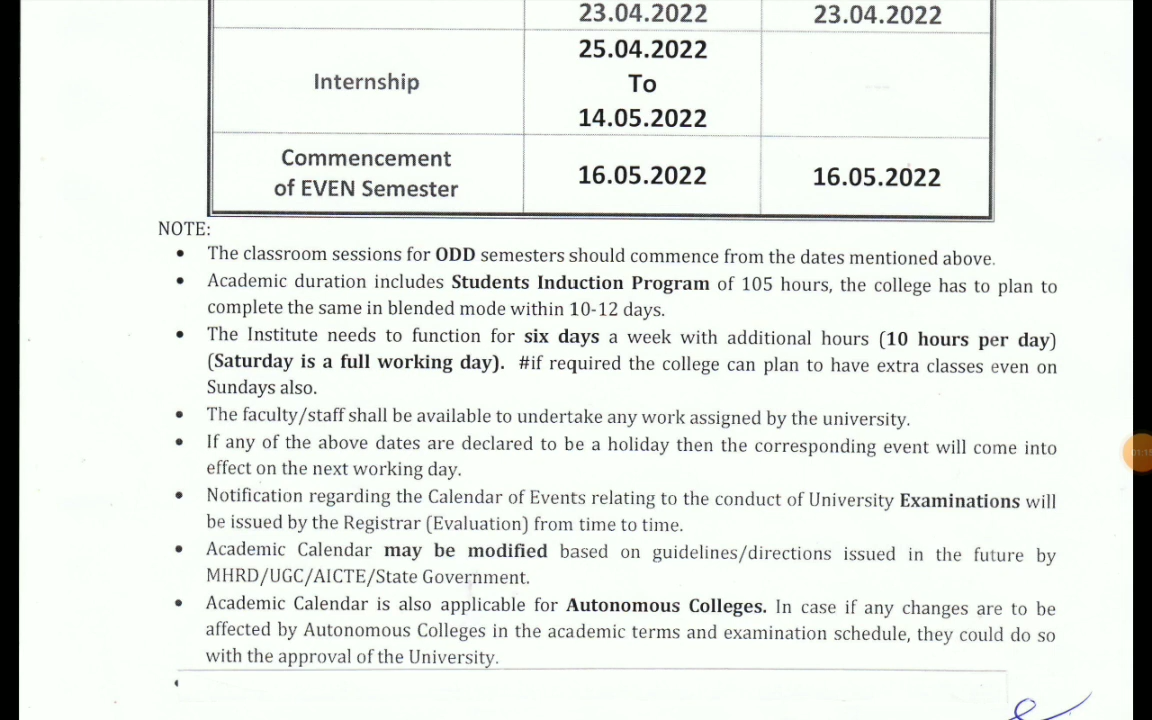 23.04.2022 23.04.2022
25.04.2022
Internship To
14.05.2022
Commencement
of EVEN Semester 16.05.2022 16.05.2022
NOTE:
• The classroom sessions for ODD semesters should commence from the dates mentioned above.
• Academic duration includes Students Induction Program of 105 hours, the college has to plan to
complete the same in blended mode within 10-12 days.
• The Institute needs to function for six days a week with additional hours (10 hours per day)
(Saturday is a full working day). #if required the college can plan to have extra classes even on
Sundays also.
• The faculty/staff shall be available to undertake any work assigned by the university.
• If any of the above dates are declared to be a holiday then the corresponding event will come into
effect on the next working day.
• Notification regarding the Calendar of Events relating to the conduct of University Examinations will
be issued by the Registrar (Evaluation) from time to time.
• Academic Calendar may be modified based on guidelines/directions issued in the future by
MHRD/UGC/AICTE/State Government.
• Academic Calendar is also applicable for Autonomous Colleges. In case if any changes are to be
affected by Autonomous Colleges in the academic terms and examination schedule, they could do so
with the approval of the University.